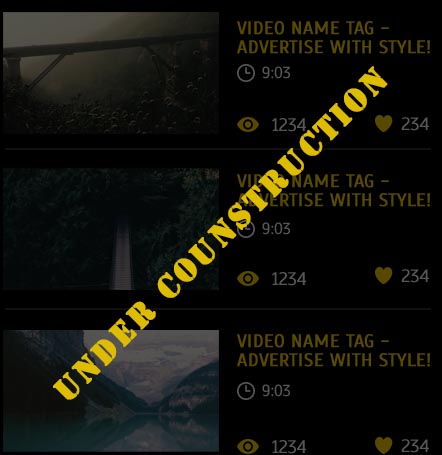 VIDEO NAME TAG –
ADVERTISE WITH STYLE!
9:03
1234 234
VIDEO NAME TAG –
ADVERTISE WITH STYLE!
9:03
1234 234
VIDEO NAME TAG –
ADVERTISE WITH STYLE!
9:03
1234 234
UNDER COUNSTRUCTION